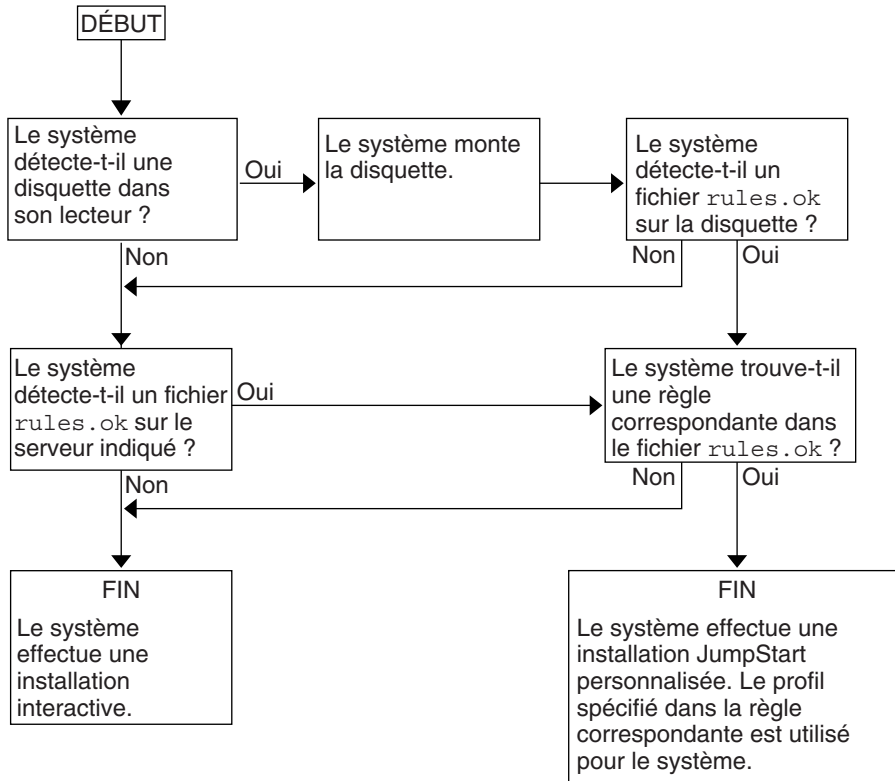 DÉBUT
Le système
détecte-t-il une
disquette dans
son lecteur ?
Oui
Le système monte
la disquette.
Le système
détecte-t-il un
fichier rules.ok
sur la disquette ?
Non
Non
Oui
Le système
détecte-t-il un fichier
rules.ok sur le
serveur indiqué ?
Oui
Le système trouve-t-il
une règle
correspondante dans
le fichier rules.ok ?
Non
Non
Oui
FIN
Le système
effectue une
installation
interactive.
FIN
Le système effectue une
installation JumpStart
personnalisée. Le profil
spécifié dans la règle
correspondante est utilisé
pour le système.